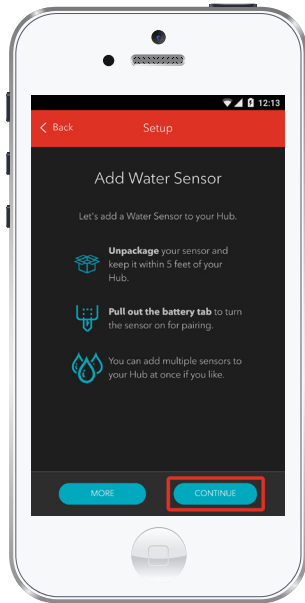 12:13
Back Setup
Add Water Sensor
Let's add a Water Sensor to your Hub.
Unpackage your sensor and
keep it within 5 feet of your
Hub.
Pull out the battery tab to turn
the sensor on for pairing.
You can add multiple sensors to
your Hub at once if you like.
MORE CONTINUE